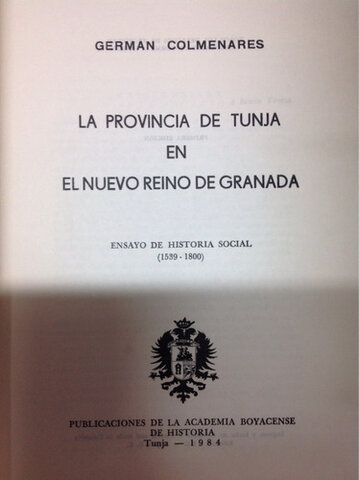 GERMAN COLMENARES
LA PROVINCIA DE TUNJA
EN
EL NUEVO REINO DE GRANADA
ENSAYO DE HISTORIA SOCIAL
(1539-1800)
PUBLICACIONES DE LA ACADEMIA BOYACENSE
DE HISTORIA
Tunja — 1984